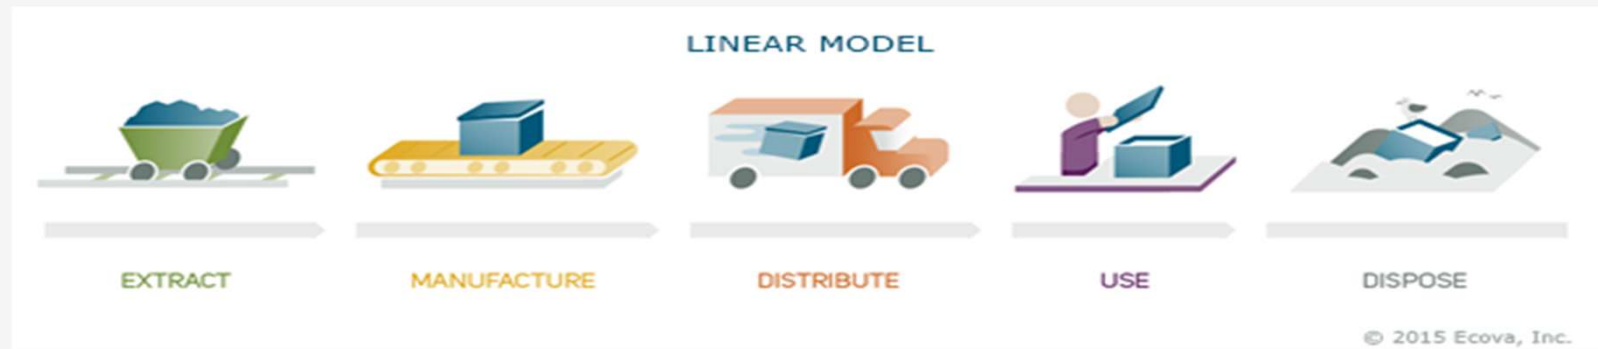 LINEAR MODEL
EXTRACT
MANUFACTURE
DISTRIBUTE
USE
DISPOSE
© 2015 Ecova, Inc.